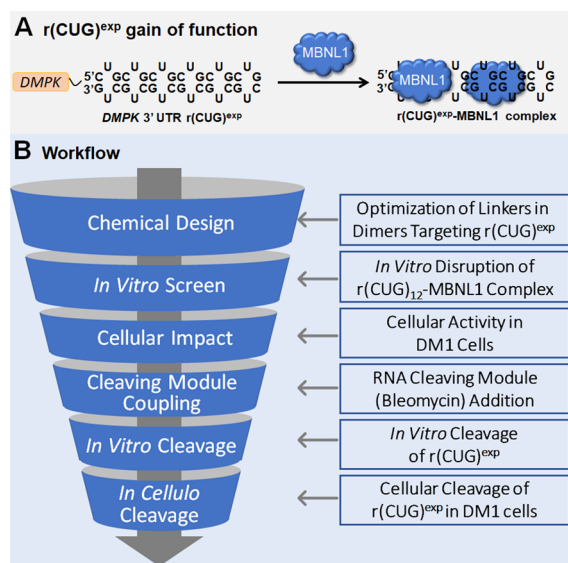 A r(CUG)exp gain of function
MBNL1
DMPK
U U U U U U
5'C GC GC GC GC GC G
3'G CG CG CG CG CG C
U U U U U U
DMPK 3' UTR r(CUG)exp
MBNL1
r(CUG)exp-MBNL1 complex
B Workflow
Chemical Design
Optimization of Linkers in
Dimers Targeting r(CUG)exp
In Vitro Screen
In Vitro Disruption of
r(CUG)12-MBNL1 Complex
Cellular Impact
Cellular Activity in
DM1 Cells
Cleaving Module
Coupling
RNA Cleaving Module
(Bleomycin) Addition
In Vitro Cleavage
In Vitro Cleavage
of r(CUG)exp
In Cellulo
Cleavage
Cellular Cleavage of
r(CUG)exp in DM1 cells